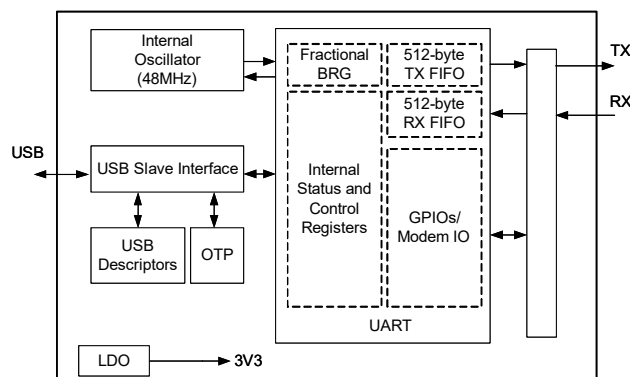 Internal
Oscillator
(48MHz)
Fractional
BRG
512-byte
TX FIFO
TX
512-byte
RX FIFO
RX
USB
USB Slave Interface
Internal
Status and
Control
Registers
GPIOs/
Modem IO
USB
Descriptors
OTP
UART
LDO
3V3